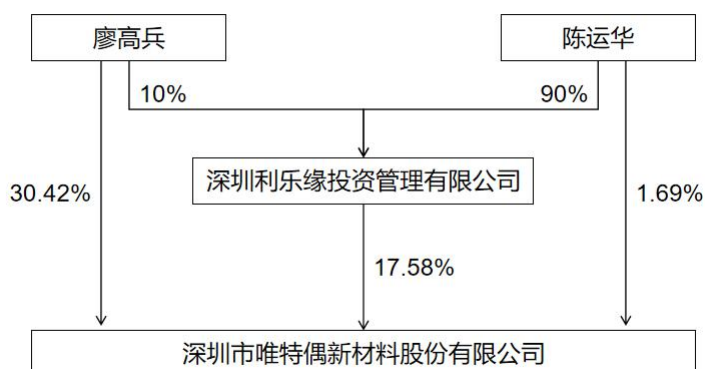 廖高兵
陈运华
10%
90%
深圳利乐缘投资管理有限公司
30.42%
1.69%
17.58%
深圳市唯特偶新材料股份有限公司